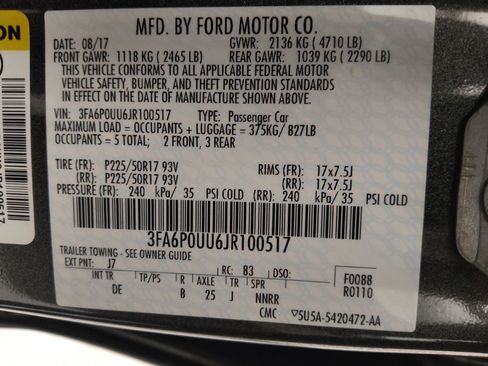 ON
MFD. BY FORD MOTOR CO.
DATE: 08/17 GVWR: 2136 KG ( 4710 LB)
FRONT GAWR: 1118 KG ( 2465 LB) REAR GAWR: 1039 KG ( 2290 LB)
THIS VEHICLE CONFORMS TO ALL APPLICABLE FEDERAL MOTOR
VEHICLE SAFETY, BUMPER, AND THEFT PREVENTION STANDARDS
IN EFFECT ON THE DATE OF MANUFACTURE SHOWN ABOVE.
VIN: 3FA6P0UU6JR100517 TYPE: Passenger Car
MAXIMUM LOAD = OCCUPANTS + LUGGAGE = 375KG/ 827LB
OCCUPANTS = 5 TOTAL; 2 FRONT, 3 REAR
TIRE (FR): P225/50R17 93V RIMS (FR): 17x7.5J
(RR): P225/50R17 93V (RR): 17x7.5J
PRESSURE (FR): 240 kPa/ 35 PSI COLD (RR): 240 kPa/ 35 PSI COLD
3FA6P0UU6JR100517
TRAILER TOWING - SEE OWNER GUIDE
EXT PNT: J7 RC: 83 DSO: F0088
INT TR TP/PS R AXLE TR SPR R0110
DE B 25 J NNRR
CMC ▽5U5A-5420472-AA